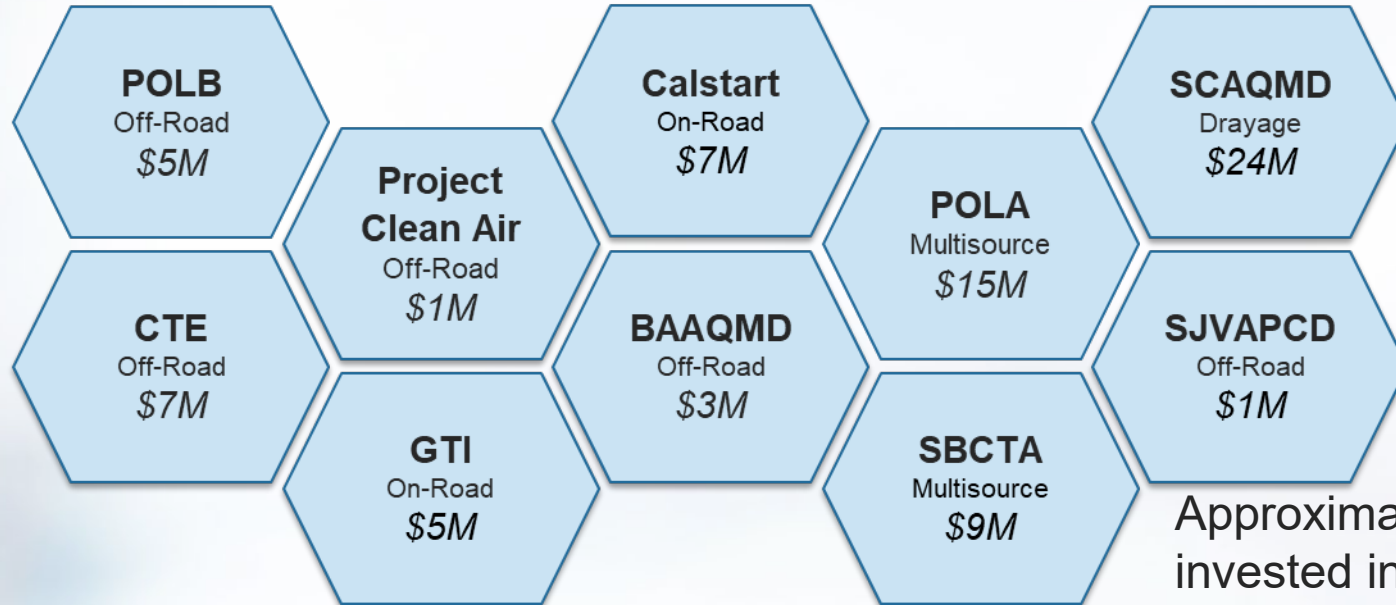 POLB
Off-Road
$5M
Calstart
On-Road
$7M
SCAQMD
Drayage
$24M
Project
Clean Air
Off-Road
$1M
POLA
Multisource
$15M
CTE
Off-Road
$7M
BAAQMD
Off-Road
$3M
SJVAPCD
Off-Road
$1M
GTI
On-Road
$5M
SBCTA
Multisource
$9M
invested in